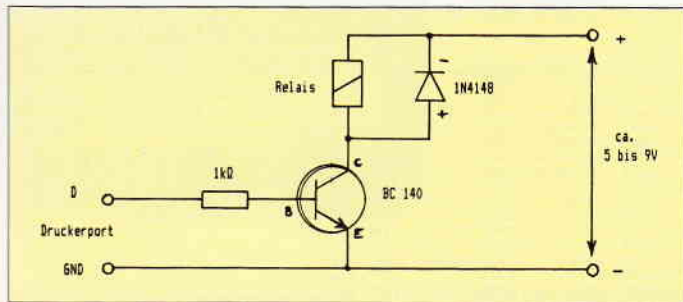 +
-
Relais
1N4148
+
ca.
5 bis 9V
C
1kΩ
BC 140
D
B
E
Druckerport
GND
-